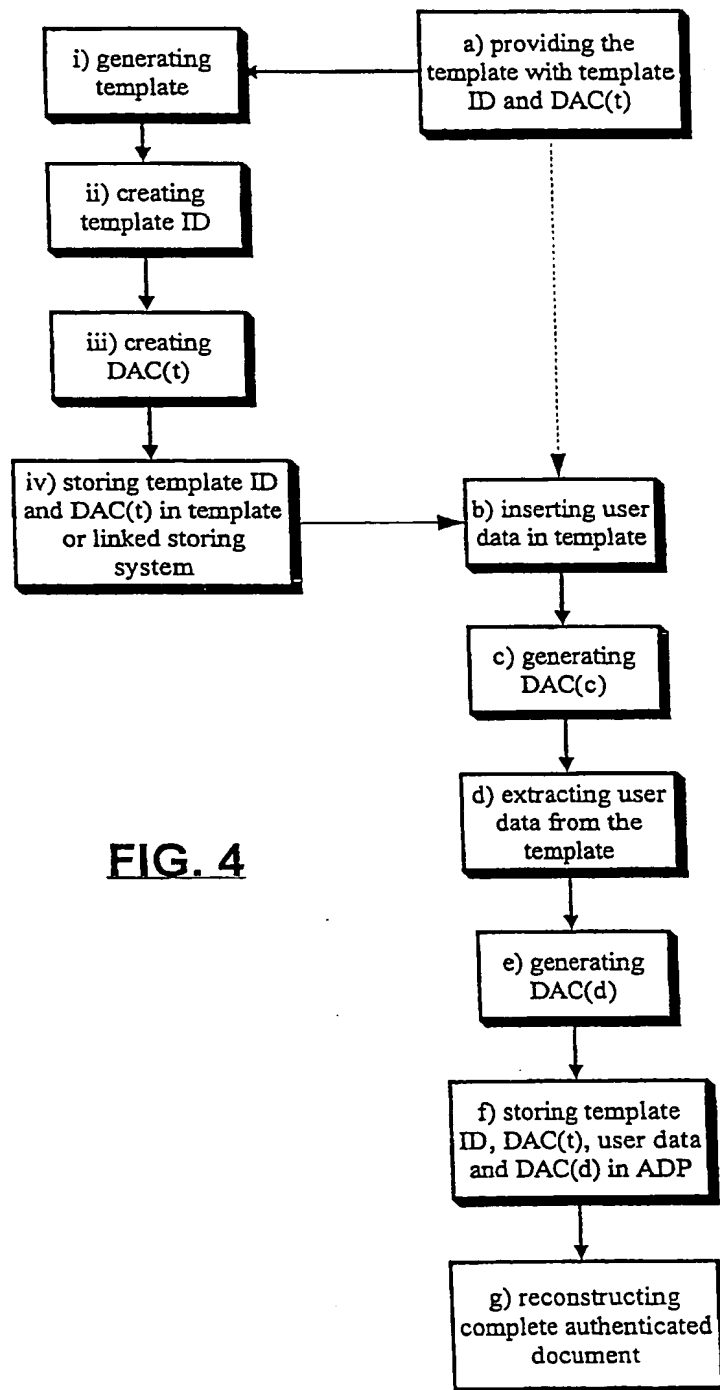 i) generating
template
a) providing the
template with template
ID and DAC(t)
ii) creating
template ID
iii) creating
DAC(t)
iv) storing template ID
and DAC(t) in template
or linked storing
system
b) inserting user
data in template
c) generating
DAC(c)
d) extracting user
data from the
template
FIG. 4
e) generating
DAC(d)
f) storing template
ID, DAC(t), user data
and DAC(d) in ADP
g) reconstructing
complete authenticated
document